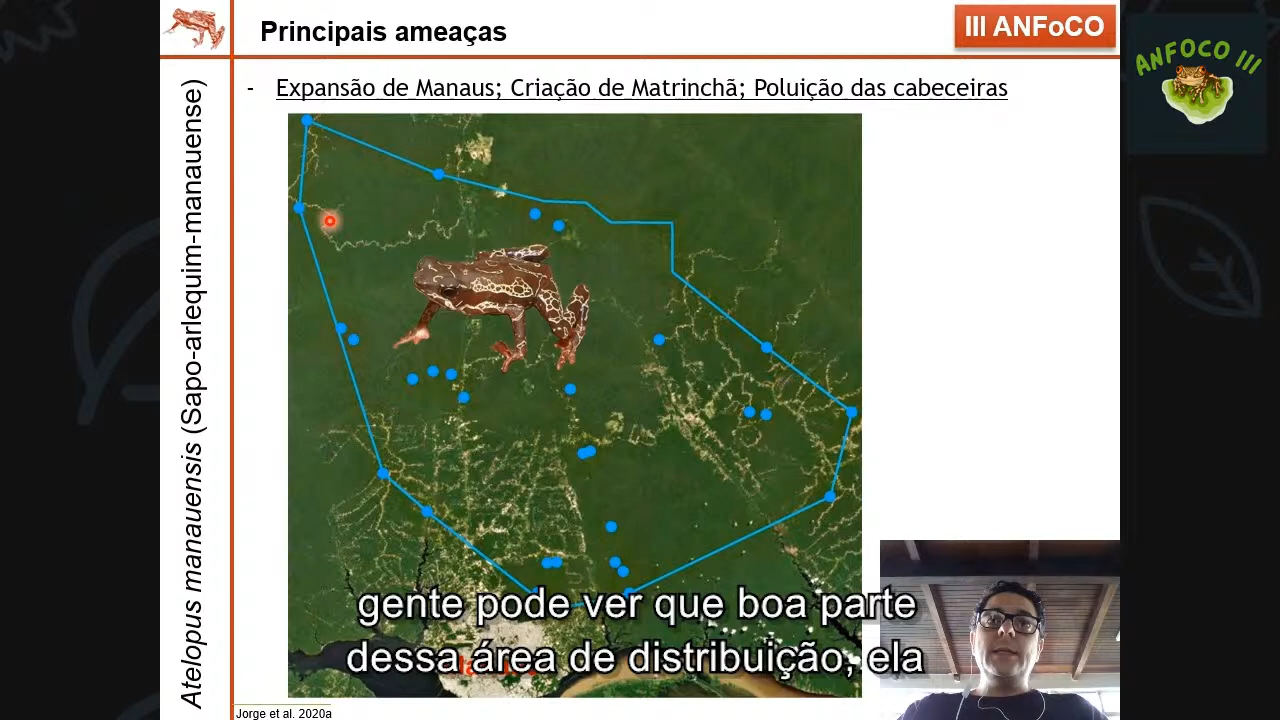 Principais ameaças
III ANFoCO
ANFOCO III
- Expansão de Manaus; Criação de Matrinchã; Poluição das cabeceiras
Atelopus manauensis (Sapo-arlequim-manauense)
gente pode ver que boa parte
dessa área de distribuição, ela
Jorge et al. 2020a